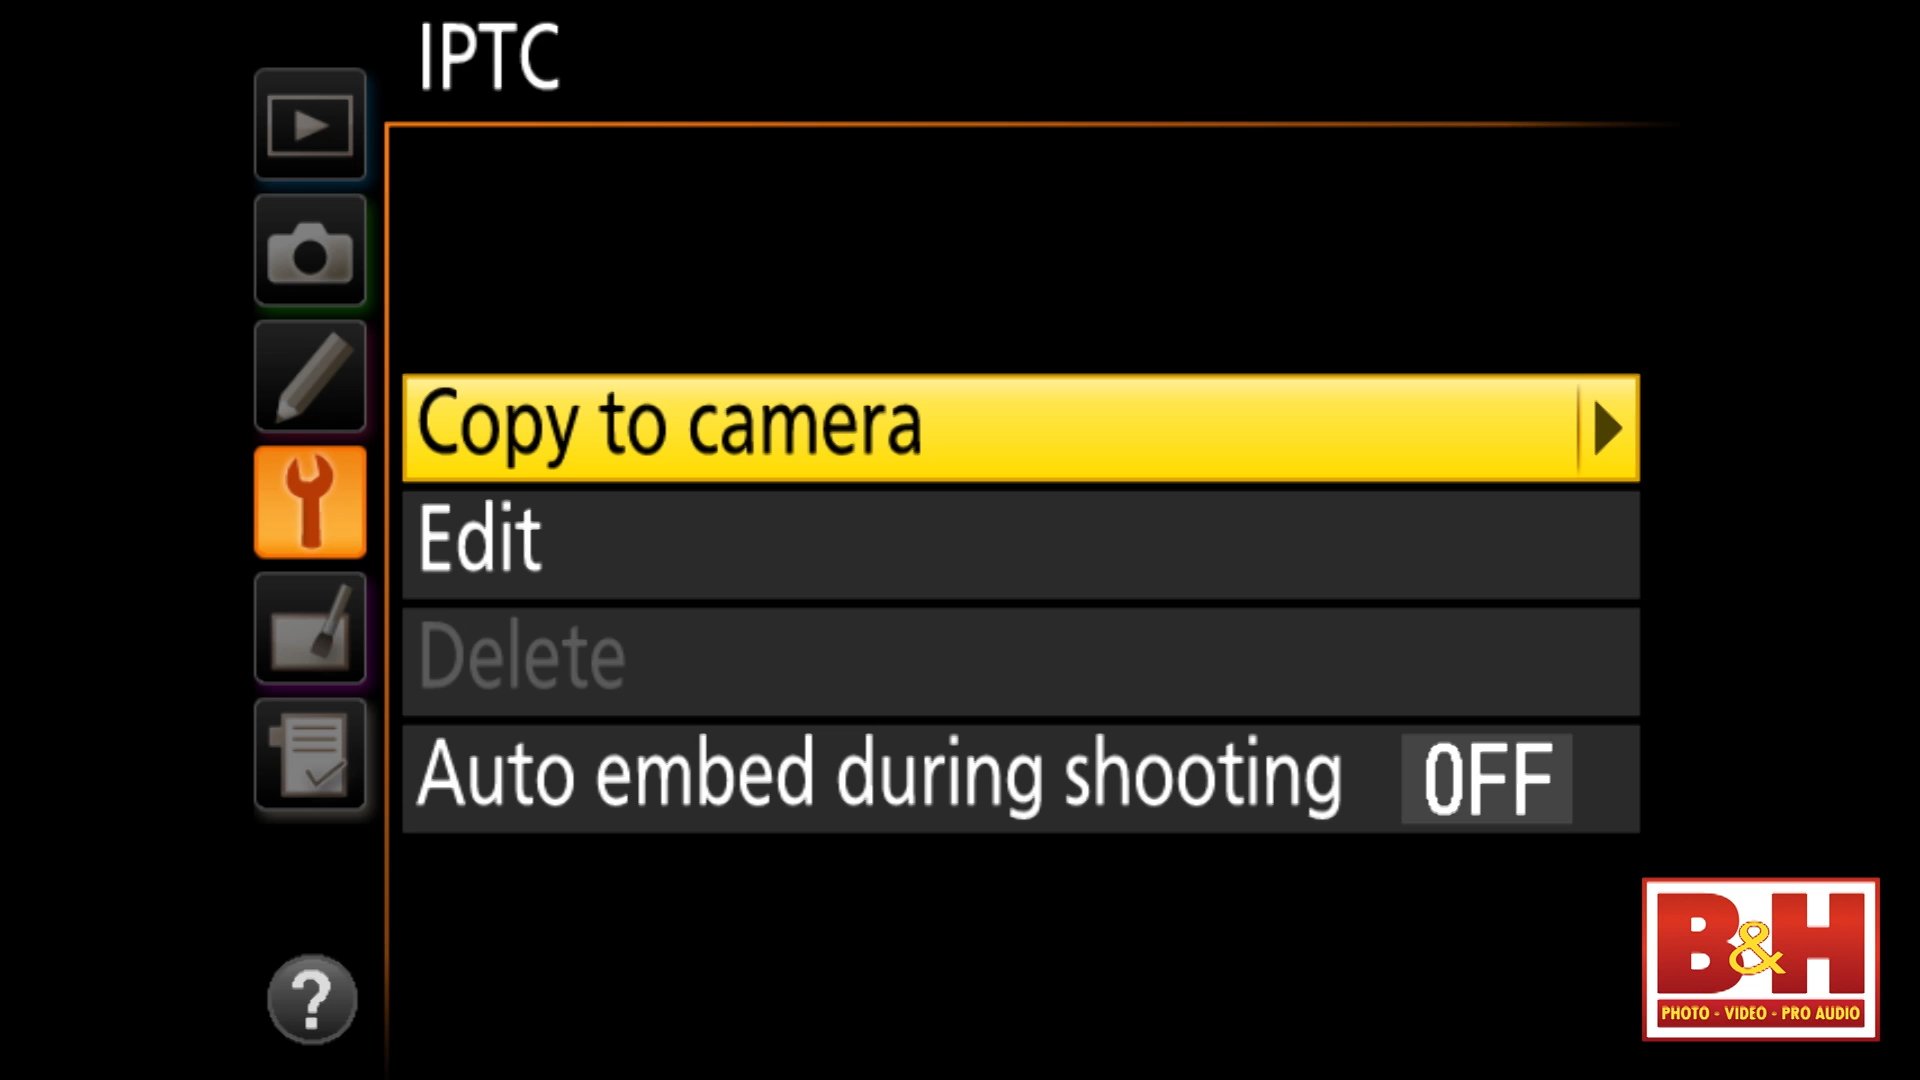 IPTC
Copy to camera
Edit
Delete
Auto embed during shooting OFF
?
B&H
PHOTO - VIDEO - PRO AUDIO